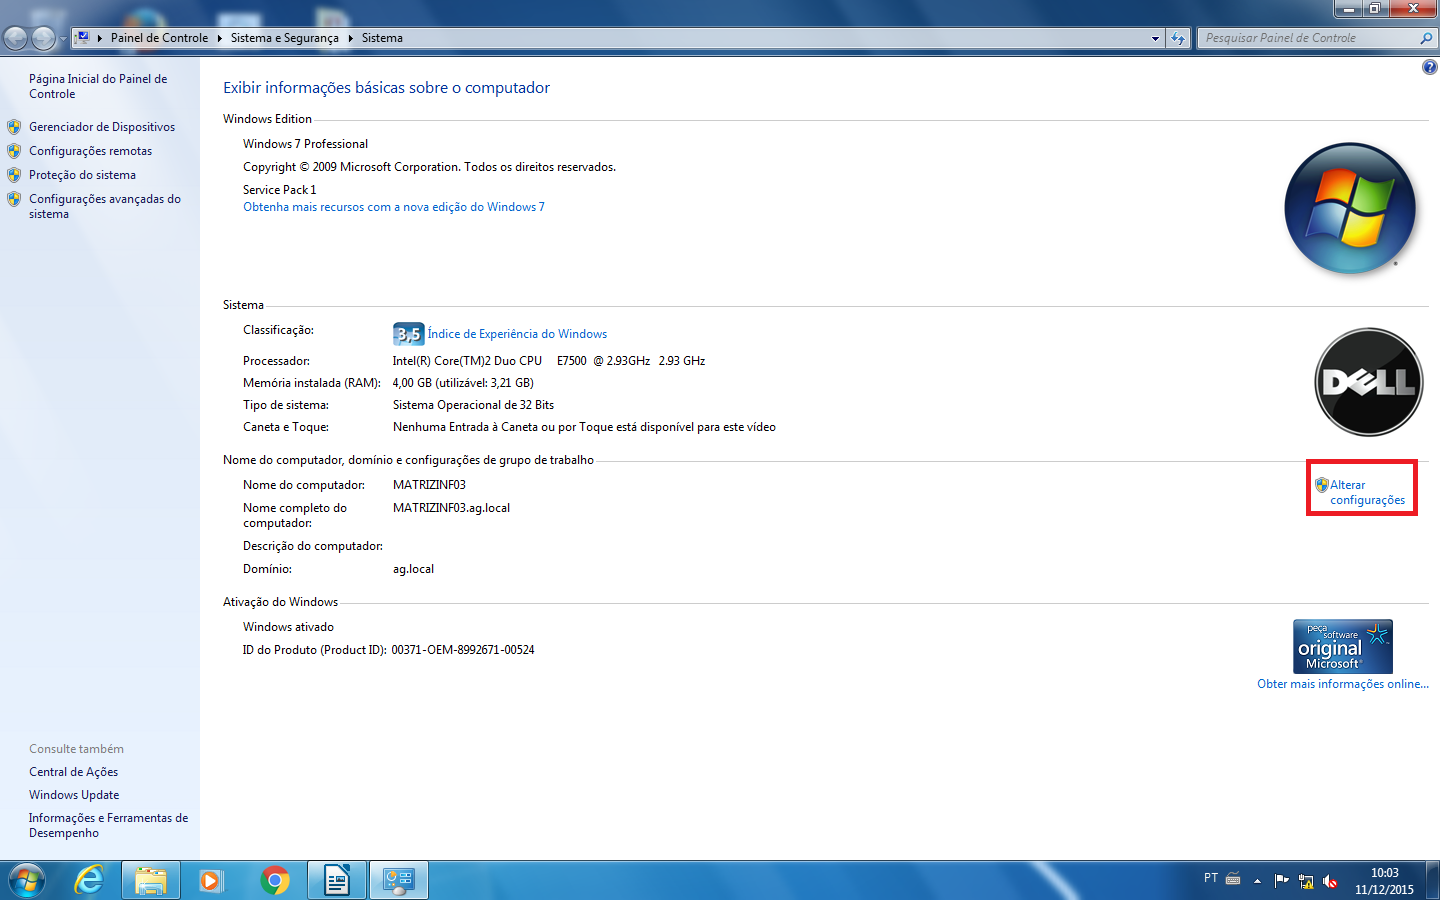 Painel de Controle
Sistema e Segurança
Sistema
Pesquisar Painel de Controle
Página Inicial do Painel de
Controle
Gerenciador de Dispositivos
Configurações remotas
Proteção do sistema
Configurações avançadas do
sistema
Exibir informações básicas sobre o computador
Windows Edition
Windows 7 Professional
Copyright © 2009 Microsoft Corporation. Todos os direitos reservados.
Service Pack 1
Obtenha mais recursos com a nova edição do Windows 7
Sistema
Classificação: 3,5 Índice de Experiência do Windows
Processador: Intel(R) Core(TM)2 Duo CPU E7500 @ 2.93GHz 2.93 GHz
Memória instalada (RAM): 4,00 GB (utilizável: 3,21 GB)
Tipo de sistema: Sistema Operacional de 32 Bits
Caneta e Toque: Nenhuma Entrada à Caneta ou por Toque está disponível para este vídeo
DELL
Nome do computador, domínio e configurações de grupo de trabalho
Nome do computador: MATRIZINF03
Nome completo do
computador: MATRIZINF03.ag.local
Descrição do computador:
Domínio: ag.local
Alterar
configurações
Ativação do Windows
Windows ativado
ID do Produto (Product ID): 00371-OEM-8992671-00524
peça
software
original
Microsoft
Obter mais informações online...
Consulte também
Central de Ações
Windows Update
Informações e Ferramentas de
Desempenho
PT
10:03
11/12/2015